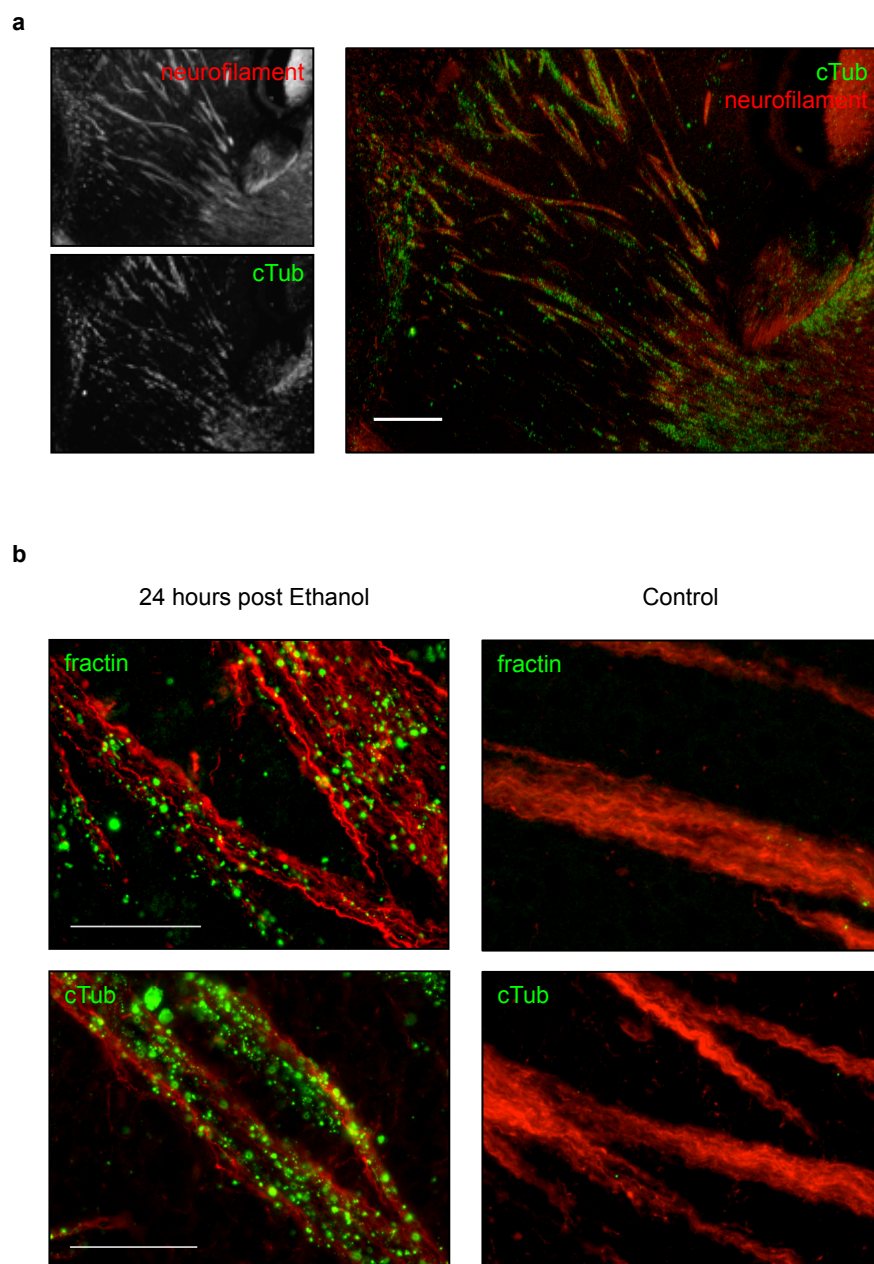 a
neurofilament
cTub
cTub
neurofilament
b
24 hours post Ethanol
Control
fractin
fractin
cTub
cTub